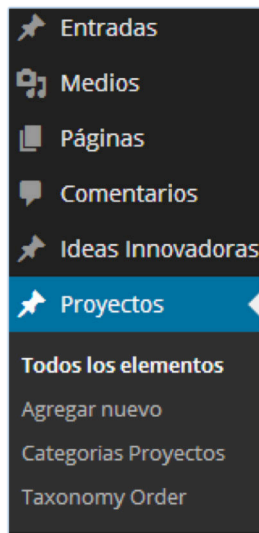 Entradas
Medios
Páginas
Comentarios
Ideas Innovadoras
Proyectos
Todos los elementos
Agregar nuevo
Categorias Proyectos
Taxonomy Order